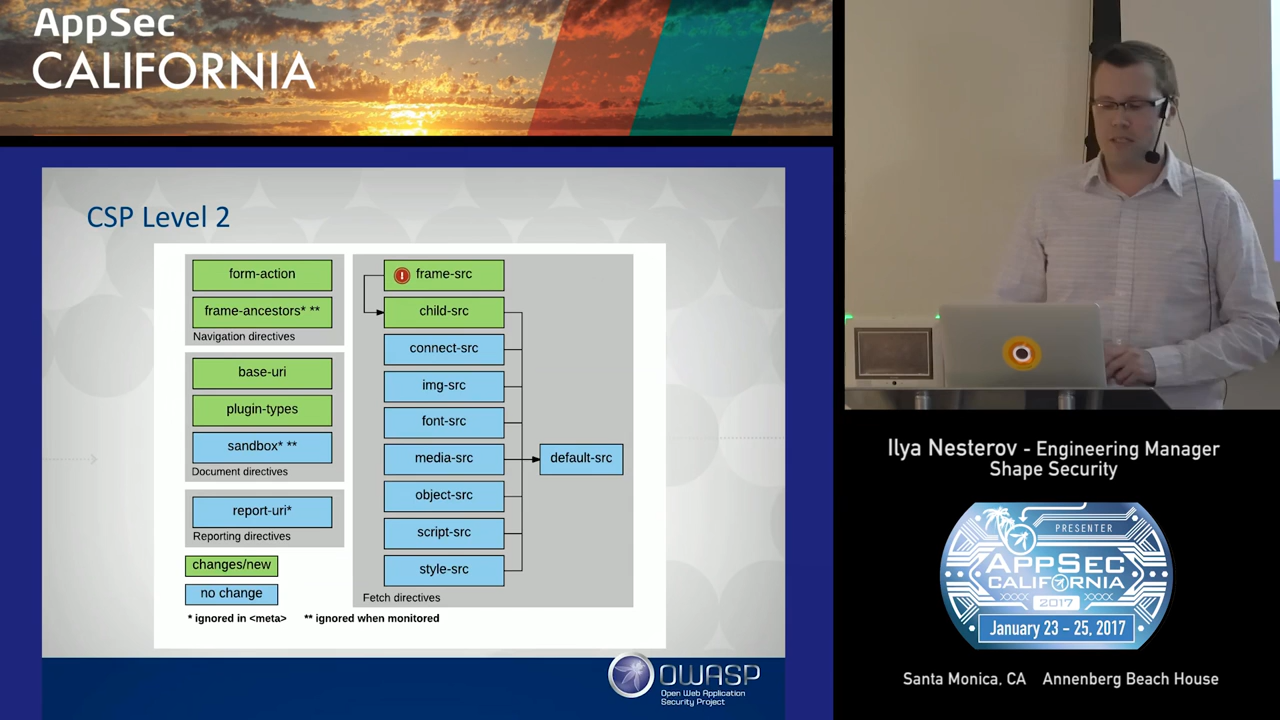 AppSec
CALIFORNIA
CSP Level 2
form-action
frame-ancestors* **
Navigation directives
base-uri
plugin-types
sandbox* **
Document directives
report-uri*
Reporting directives
changes/new
no change
* ignored in <meta>
** ignored when monitored
frame-src
child-src
connect-src
img-src
font-src
media-src
object-src
script-src
style-src
default-src
Fetch directives
OWASP
Open Web Application
Security Project
Ilya Nesterov - Engineering Manager
Shape Security
PRESENTER
APPSEC
CALIFORNIA
2017
January 23 – 25, 2017
Santa Monica, CA Annenberg Beach House